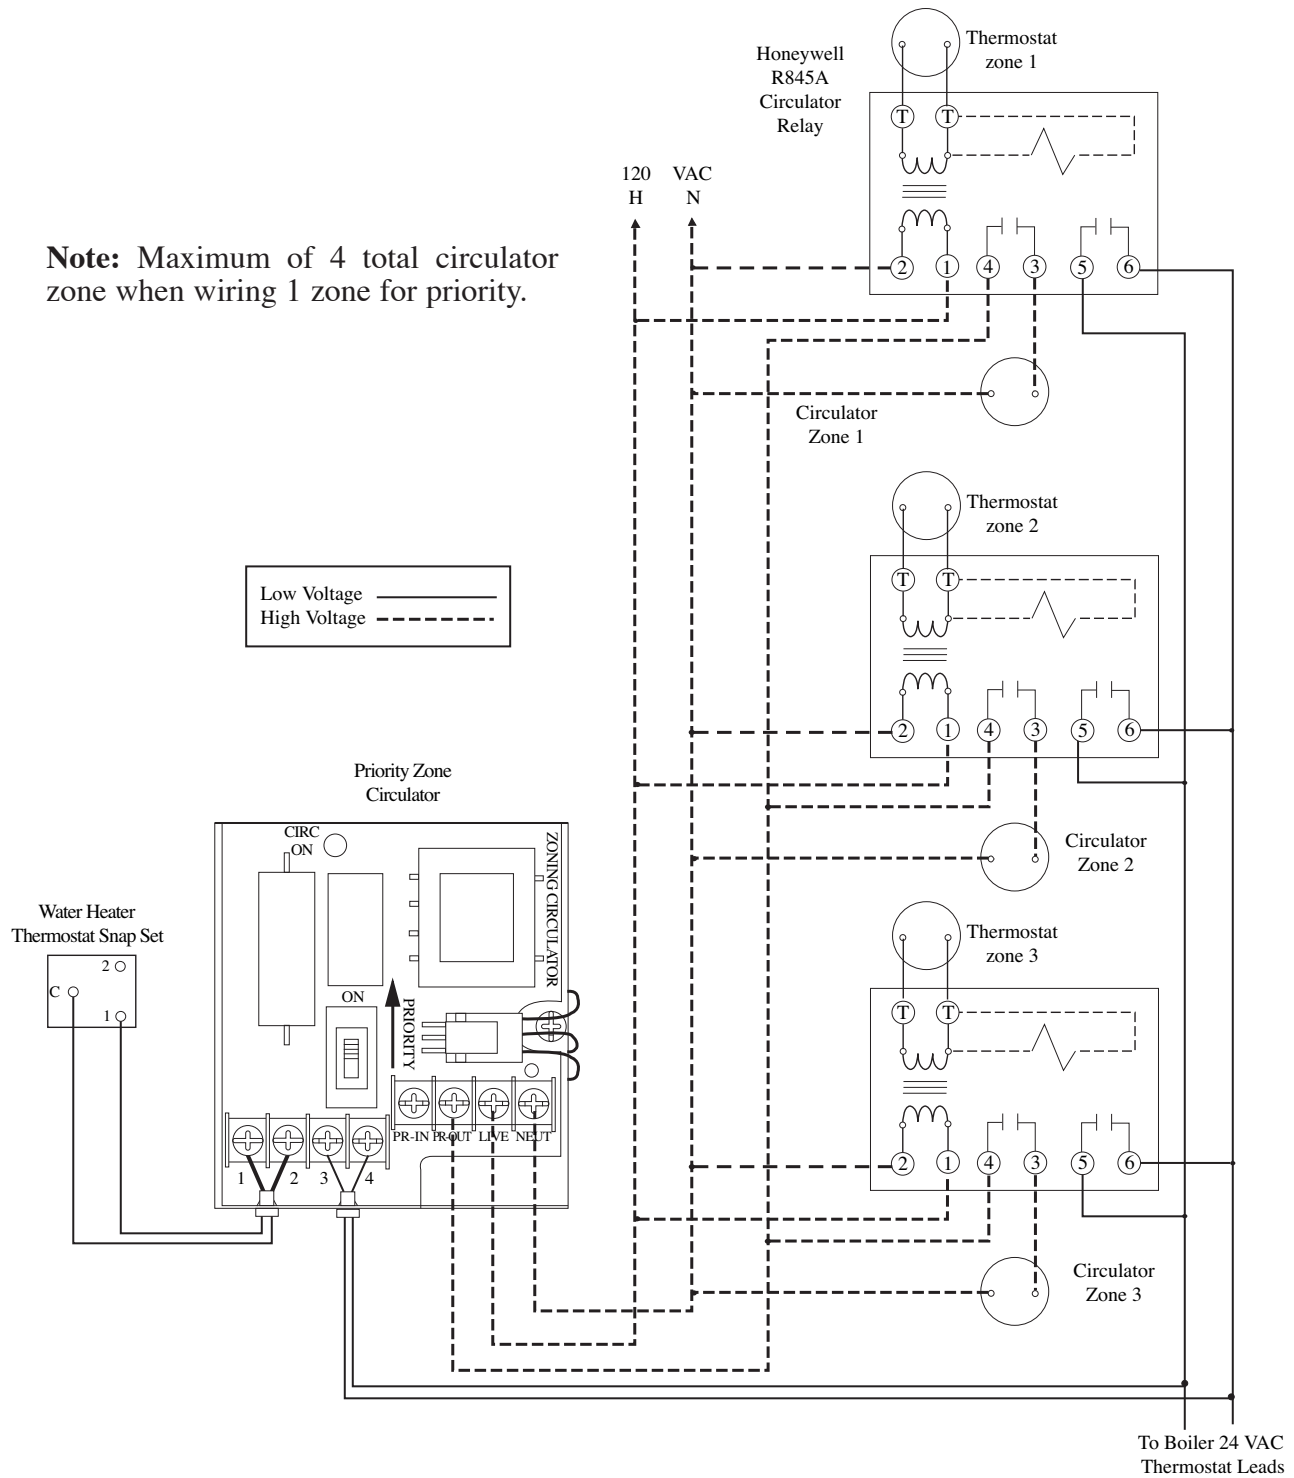 Thermostat
zone 1
Honeywell
R845A
Circulator
Relay
T T
120 VAC
H N
Note: Maximum of 4 total circulator
zone when wiring 1 zone for priority.
2 1 4 3 5 6
Circulator
Zone 1
Thermostat
zone 2
T T
Low Voltage
High Voltage
2 1 4 3 5 6
Priority Zone
Circulator
CIRC
ON
ZONING CIRCULATOR
Circulator
Zone 2
Water Heater
Thermostat Snap Set
2
C
1
ON
PRIORITY
Thermostat
zone 3
T T
PR-IN PR-OUT LIVE NEUT
1 2 3 4
2 1 4 3 5 6
Circulator
Zone 3
To Boiler 24 VAC
Thermostat Leads